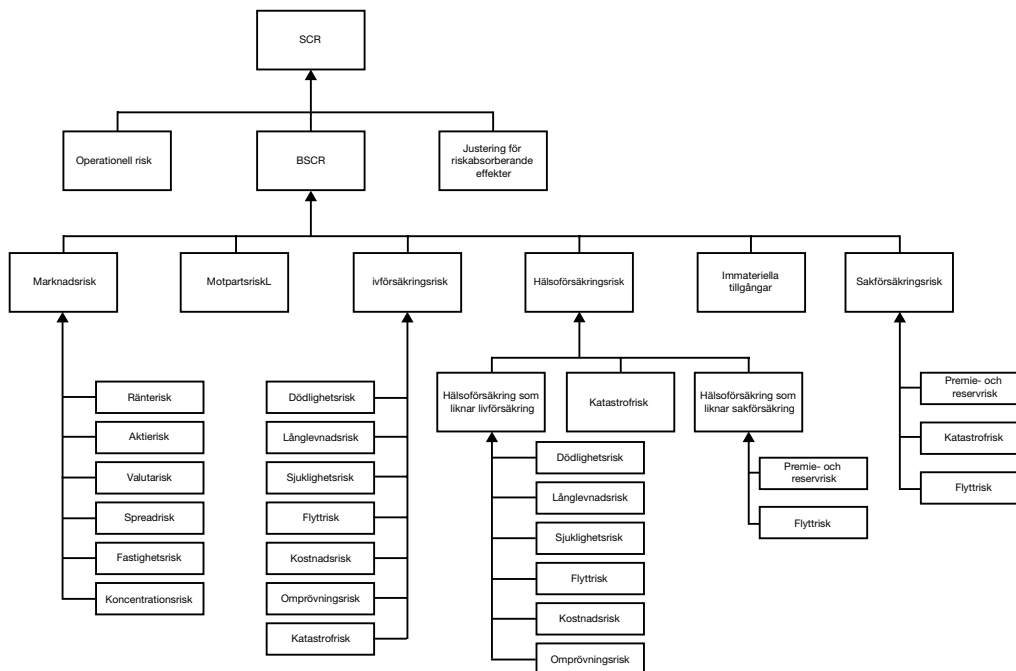 SCR
Operationell risk
BSCR
Justering för
riskabsorberande
effekter
Marknadsrisk
MotpartsriskL
ivförsäkringsrisk
Hälsoförsäkringsrisk
Immateriella
tillgångar
Sakförsäkringsrisk
Ränterisk
Aktierisk
Valutarisk
Spreadrisk
Fastighetsrisk
Koncentrationsrisk
Dödlighetsrisk
Långlevnadsrisk
Sjuklighetsrisk
Flyttrisk
Kostnadsrisk
Omprövningsrisk
Katastrofrisk
Hälsoförsäkring som
liknar livförsäkring
Katastrofrisk
Hälsoförsäkring som
liknar sakförsäkring
Dödlighetsrisk
Långlevnadsrisk
Sjuklighetsrisk
Flyttrisk
Kostnadsrisk
Omprövningsrisk
Premie- och
reservrisk
Flyttrisk
Premie- och
reservrisk
Katastrofrisk
Flyttrisk